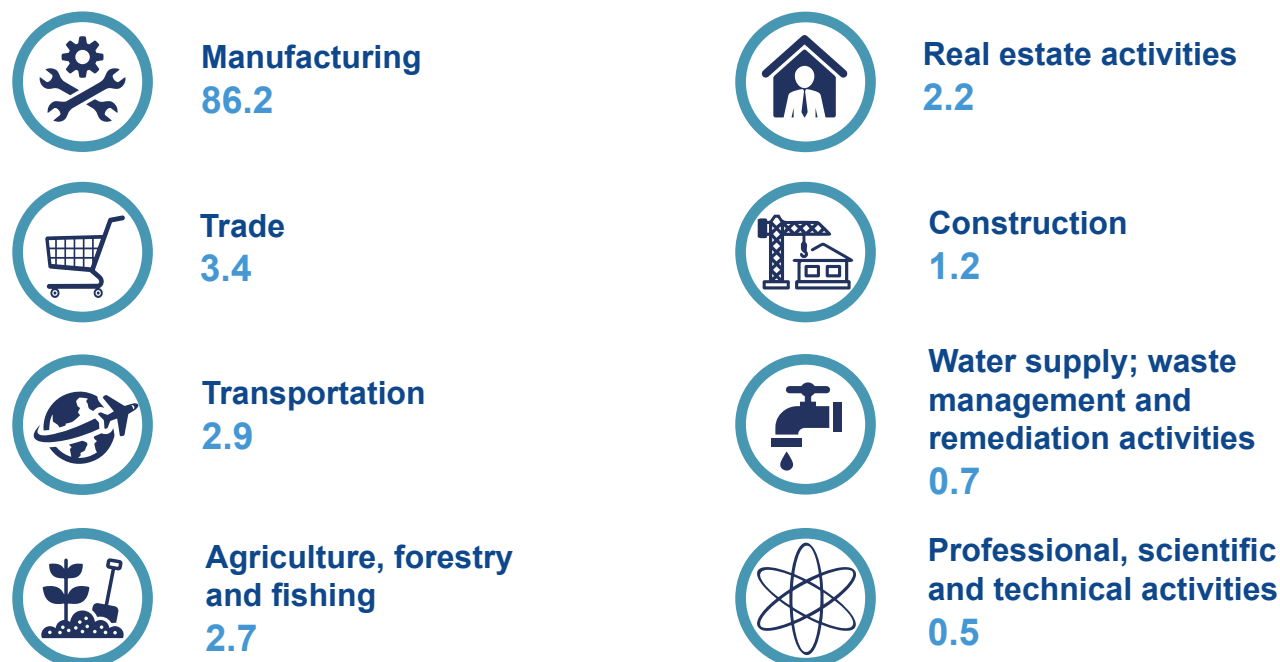 Manufacturing
86.2
Trade
3.4
Transportation
2.9
Agriculture, forestry
and fishing
2.7
Real estate activities
2.2
Construction
1.2
Water supply; waste
management and
remediation activities
0.7
Professional, scientific
and technical activities
0.5